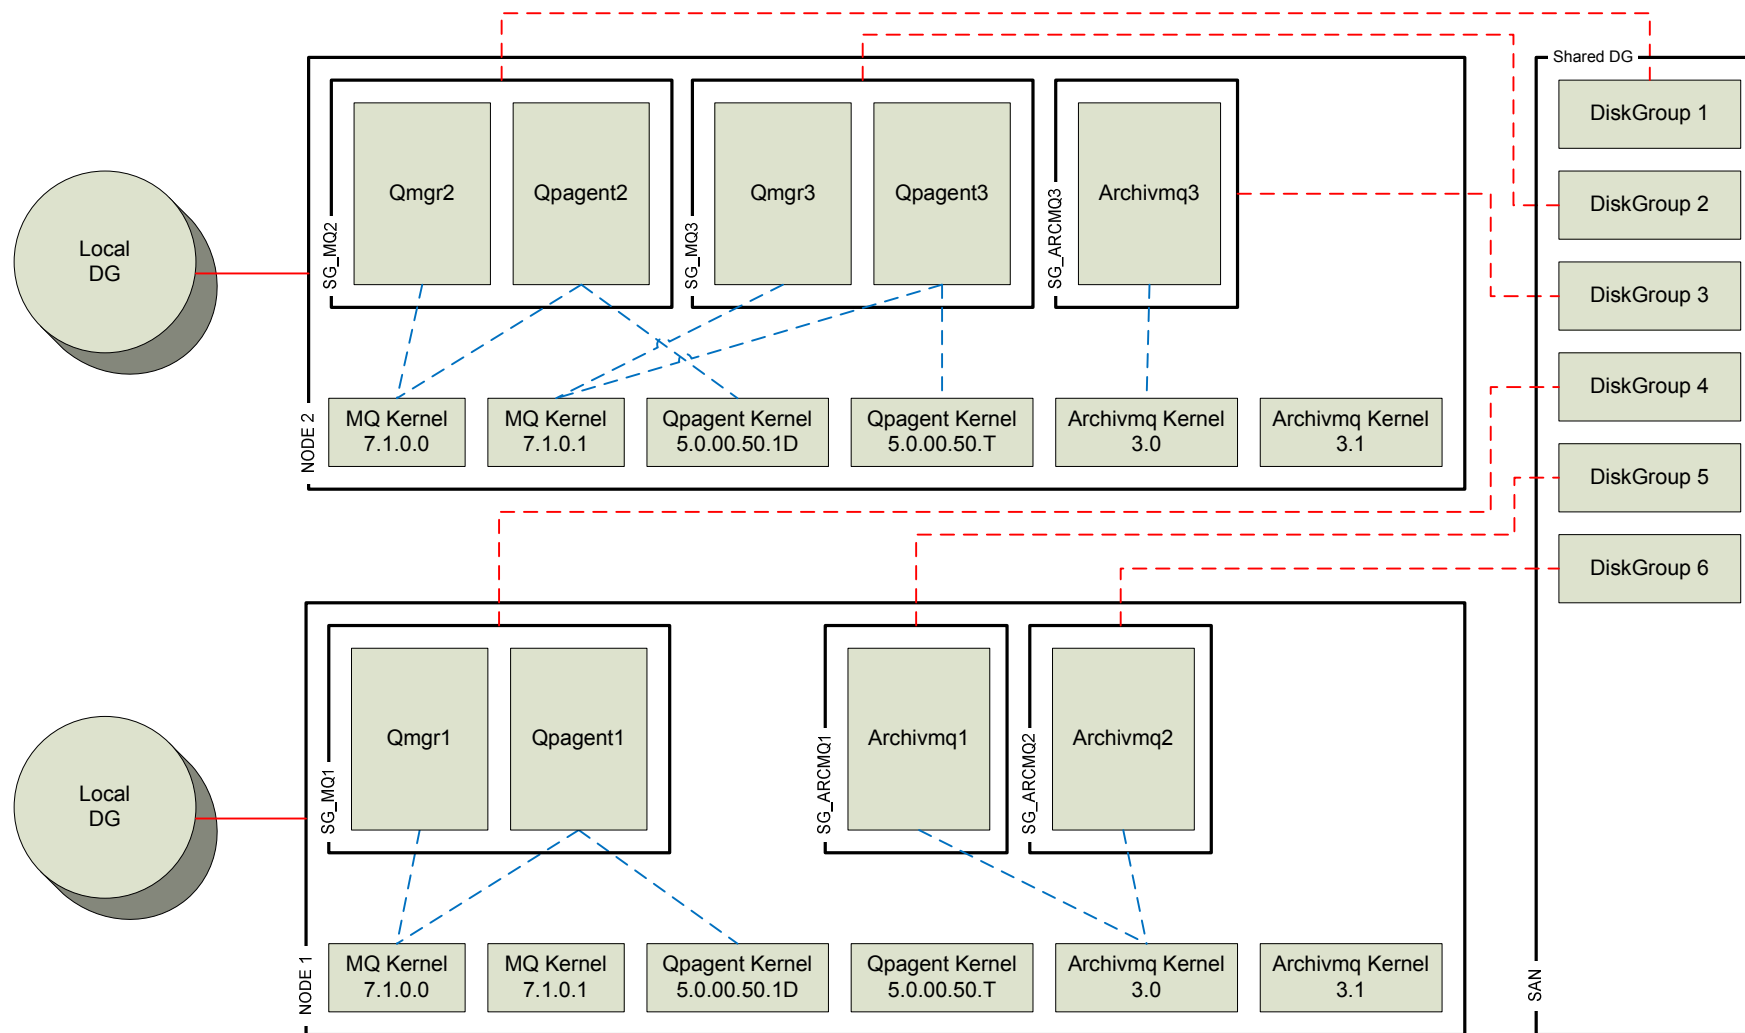 Shared DG
DiskGroup 1
DiskGroup 2
DiskGroup 3
DiskGroup 4
DiskGroup 5
DiskGroup 6
SAN
Local
DG
NODE 2
SG_MQ2
Qmgr2
Qpagent2
SG_MQ3
Qmgr3
Qpagent3
SG_ARCMQ3
Archivmq3
MQ Kernel
7.1.0.0
MQ Kernel
7.1.0.1
Qpagent Kernel
5.0.00.50.1D
Qpagent Kernel
5.0.00.50.T
Archivmq Kernel
3.0
Archivmq Kernel
3.1
Local
DG
NODE 1
SG_MQ1
Qmgr1
Qpagent1
SG_ARCMQ1
Archivmq1
SG_ARCMQ2
Archivmq2
MQ Kernel
7.1.0.0
MQ Kernel
7.1.0.1
Qpagent Kernel
5.0.00.50.1D
Qpagent Kernel
5.0.00.50.T
Archivmq Kernel
3.0
Archivmq Kernel
3.1